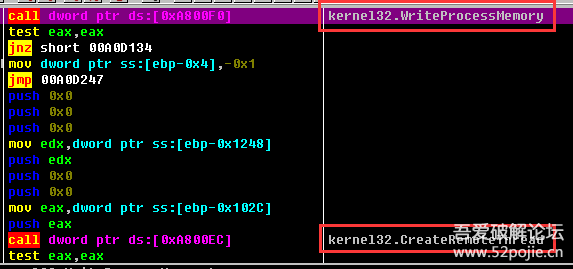 call dword ptr ds:[0xA800F0] kernel32.WriteProcessMemory
test eax,eax
jnz short 00A0D134
mov dword ptr ss:[ebp-0x4],-0x1
jmp 00A0D247
push 0x0
push 0x0
push 0x0
mov edx,dword ptr ss:[ebp-0x1248]
push edx
push 0x0
push 0x0
mov eax,dword ptr ss:[ebp-0x102C]
push eax
吾爱破解论坛
call dword ptr ds:[0xA800EC] kernel32.CreateRemoteThread
www.52pojie.cn
test eax,eax